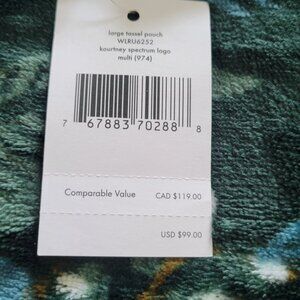 large tassel pouch
WLRU6252
kourtney spectrum logo
multi (974)
7 67883 70288 8
Comparable Value CAD $119.00
USD $99.00